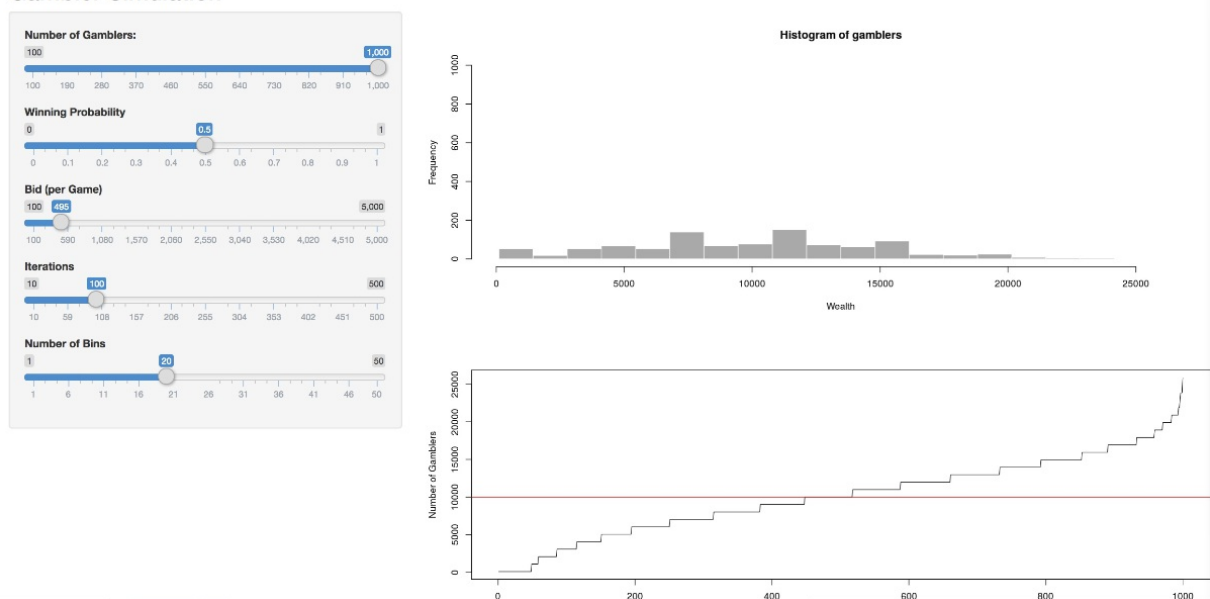 Number of Gamblers:
100 1,000
100 190 280 370 460 550 640 730 820 910 1,000
Winning Probability
0 0.5 1
0 0.1 0.2 0.3 0.4 0.5 0.6 0.7 0.8 0.9 1
Bid (per Game)
100 495 5,000
100 590 1,080 1,570 2,060 2,550 3,040 3,530 4,020 4,510 5,000
Iterations
10 100 500
10 59 108 157 206 255 304 353 402 451 500
Number of Bins
1 20 50
1 6 11 16 21 26 31 36 41 46 50
Histogram of gamblers
Frequency
1000
800
600
400
200
0
0 5000 10000 15000 20000 25000
Wealth
Number of Gamblers
25000
20000
15000
10000
5000
0
0 200 400 600 800 1000